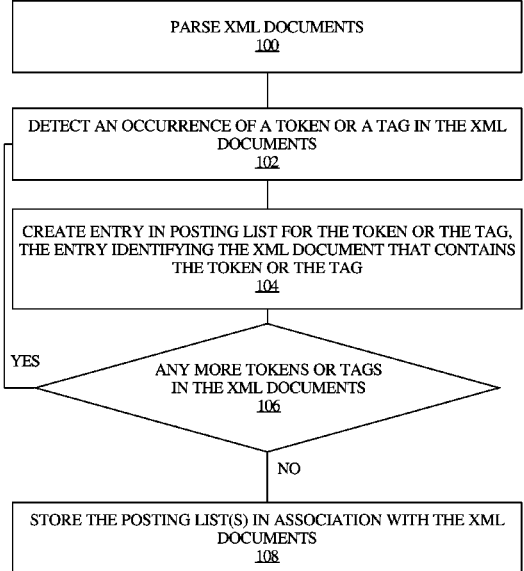 PARSE XML DOCUMENTS
100
DETECT AN OCCURRENCE OF A TOKEN OR A TAG IN THE XML
DOCUMENTS
102
CREATE ENTRY IN POSTING LIST FOR THE TOKEN OR THE TAG,
THE ENTRY IDENTIFYING THE XML DOCUMENT THAT CONTAINS
THE TOKEN OR THE TAG
104
YES
ANY MORE TOKENS OR TAGS
IN THE XML DOCUMENTS
106
NO
STORE THE POSTING LIST(S) IN ASSOCIATION WITH THE XML
DOCUMENTS
108